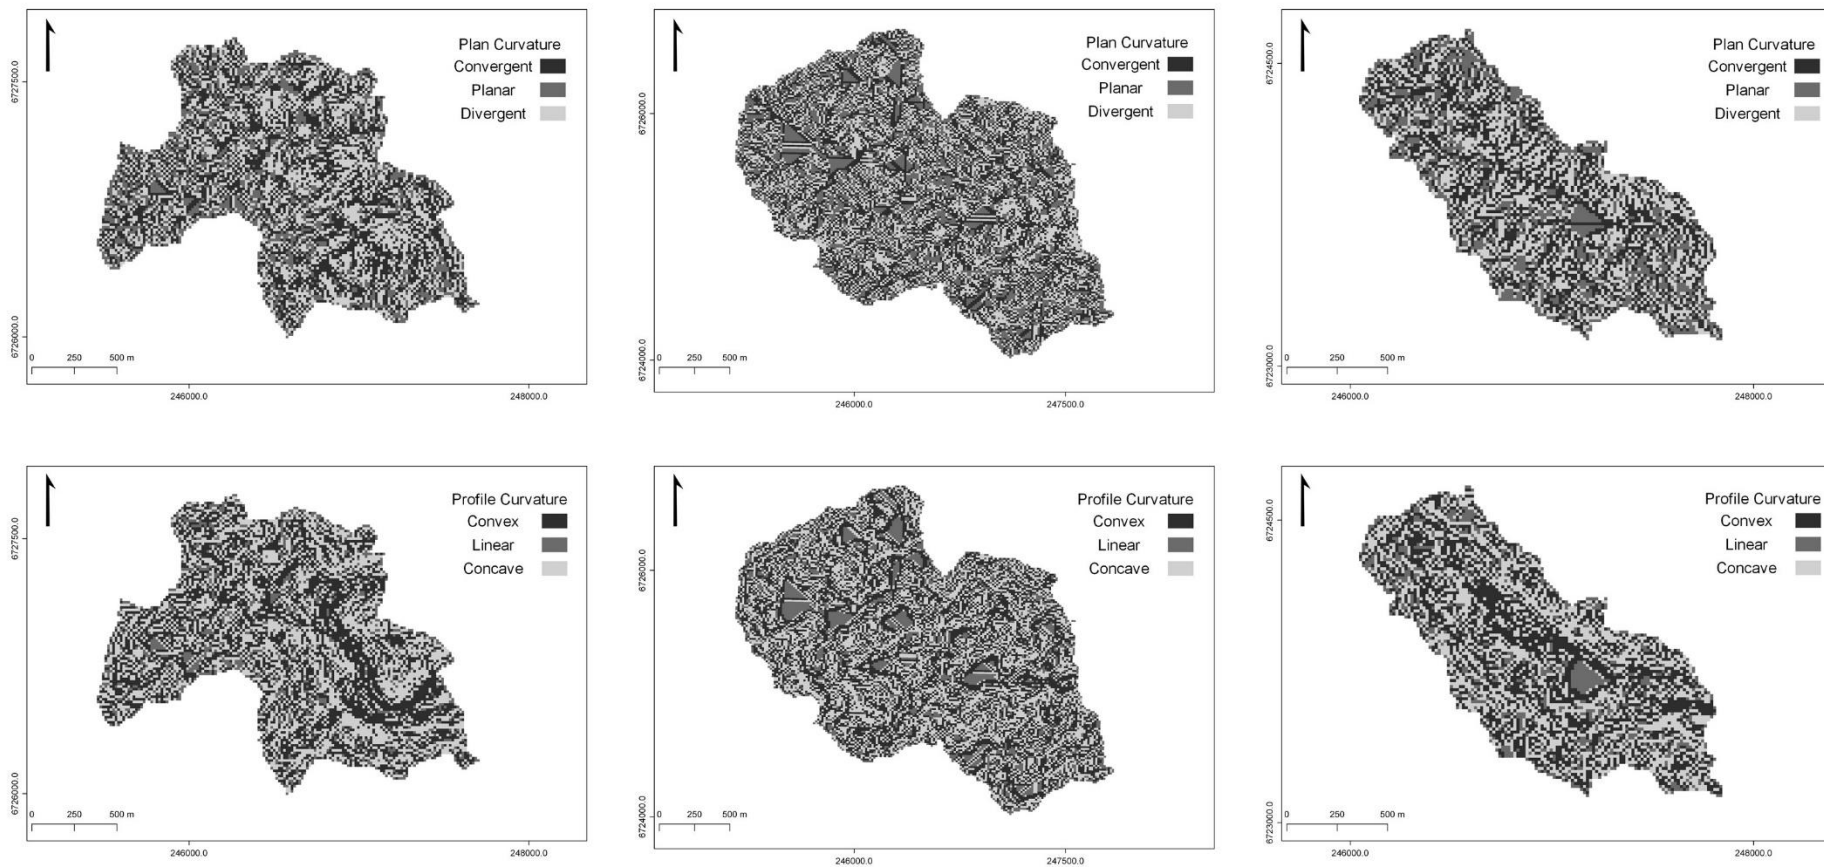 Plan Curvature
Convergent
Planar
Divergent
6727500.0
6726000.0
0 250 500 m
246000.0 248000.0
Plan Curvature
Convergent
Planar
Divergent
6726000.0
6724000.0
0 250 500 m
246000.0 247500.0
Plan Curvature
Convergent
Planar
Divergent
6724500.0
6723000.0
0 250 500 m
246000.0 248000.0
Profile Curvature
Convex
Linear
Concave
6727500.0
6726000.0
0 250 500 m
246000.0 248000.0
Profile Curvature
Convex
Linear
Concave
6726000.0
6724000.0
0 250 500 m
246000.0 247500.0
Profile Curvature
Convex
Linear
Concave
6724500.0
6723000.0
0 250 500 m
246000.0 248000.0